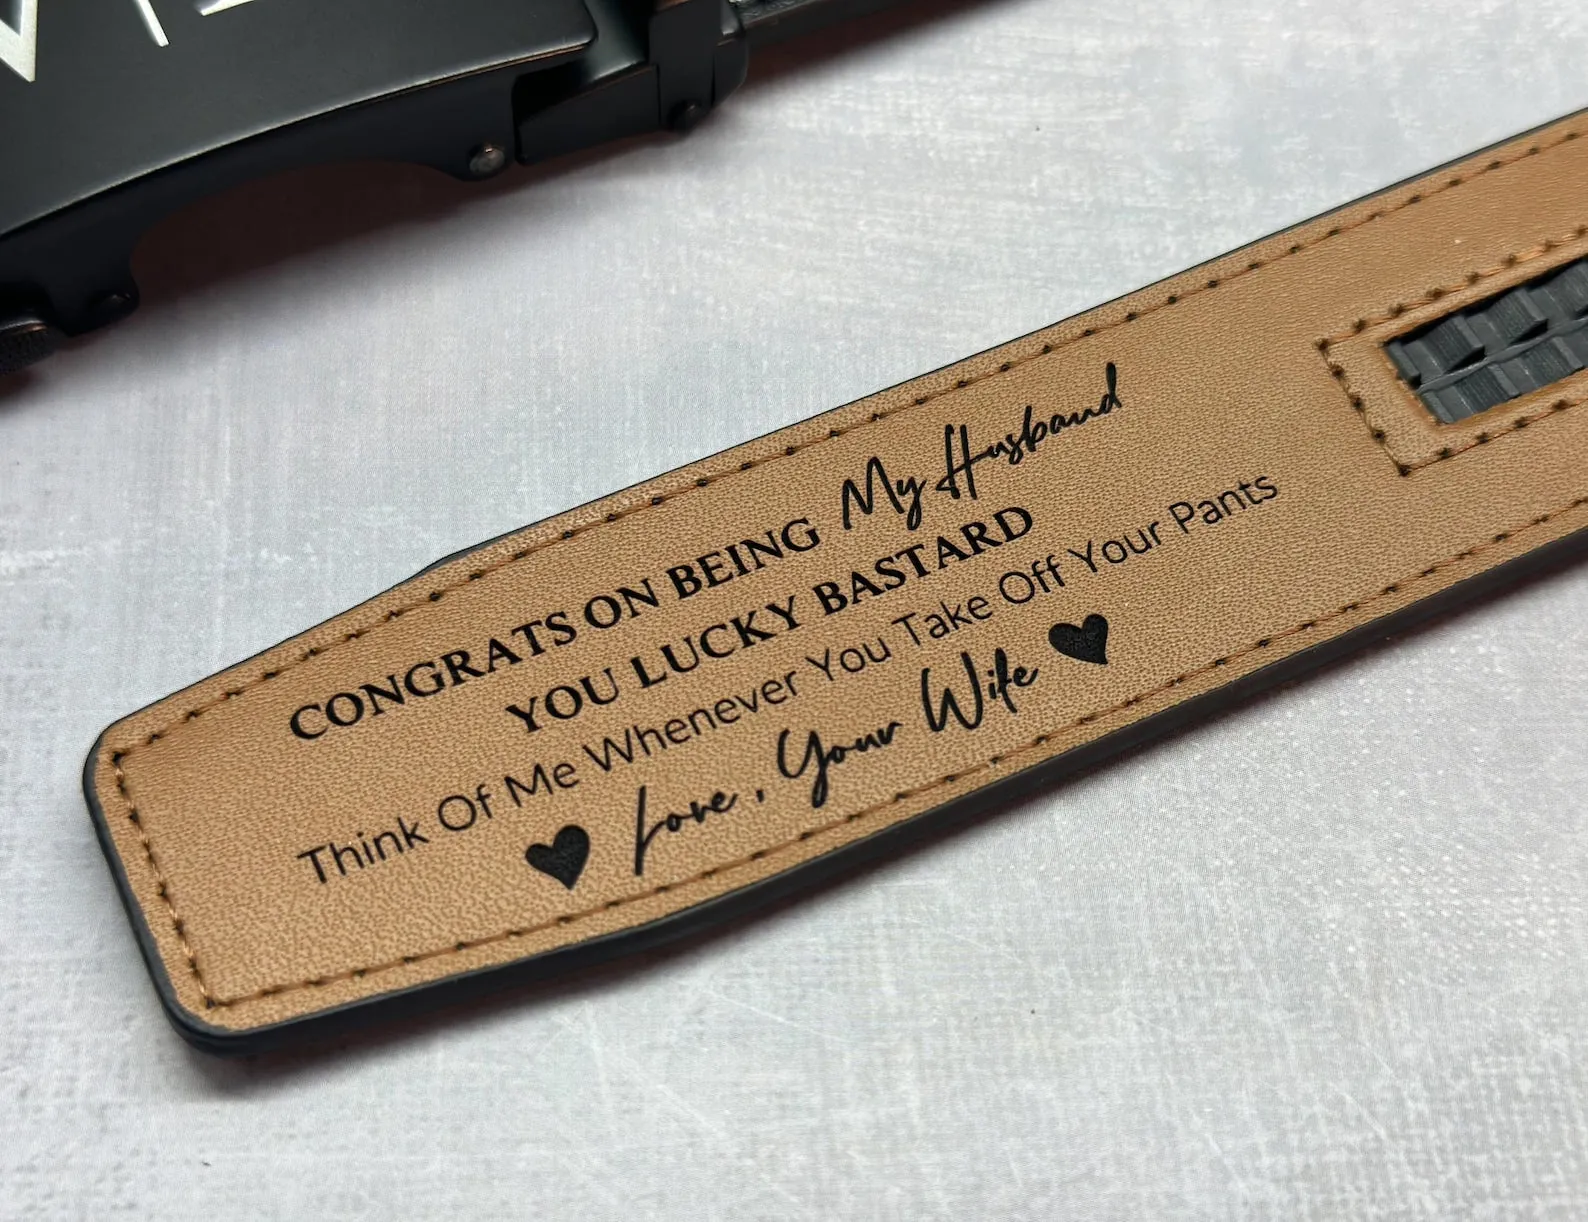 CONGRATS ON BEING My Husband
YOU LUCKY BASTARD
Think Of Me Whenever You Take Off Your Pants
♥ Love, Your Wife ♥